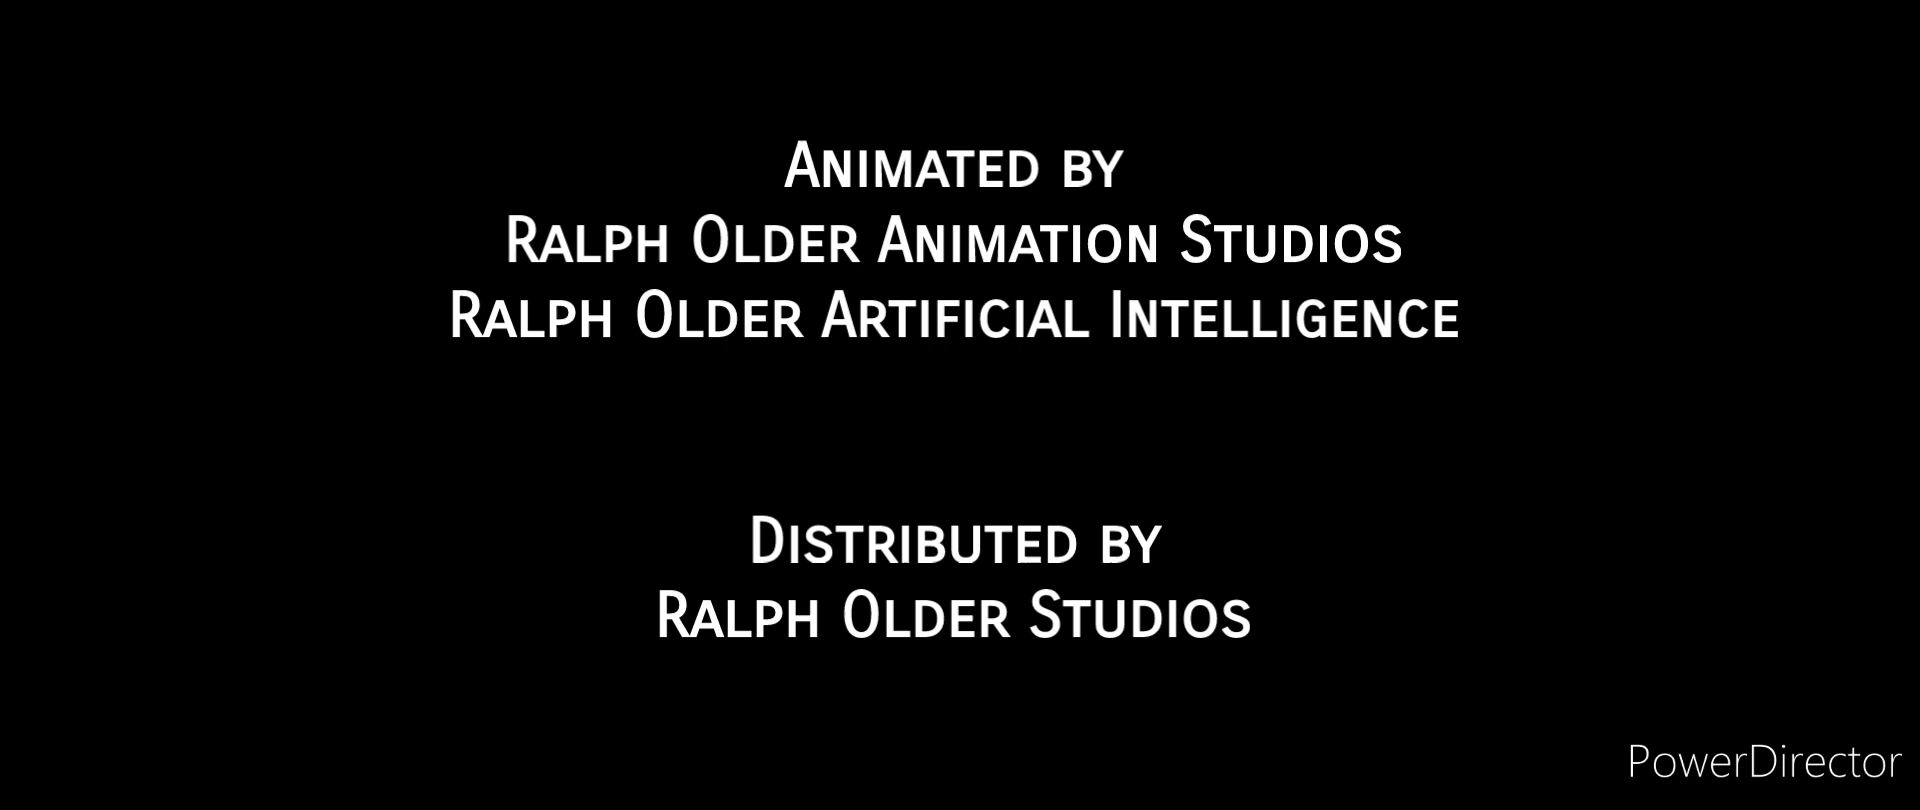 Animated by
Ralph Older Animation Studios
Ralph Older Artificial Intelligence
Distributed by
Ralph Older Studios
PowerDirector